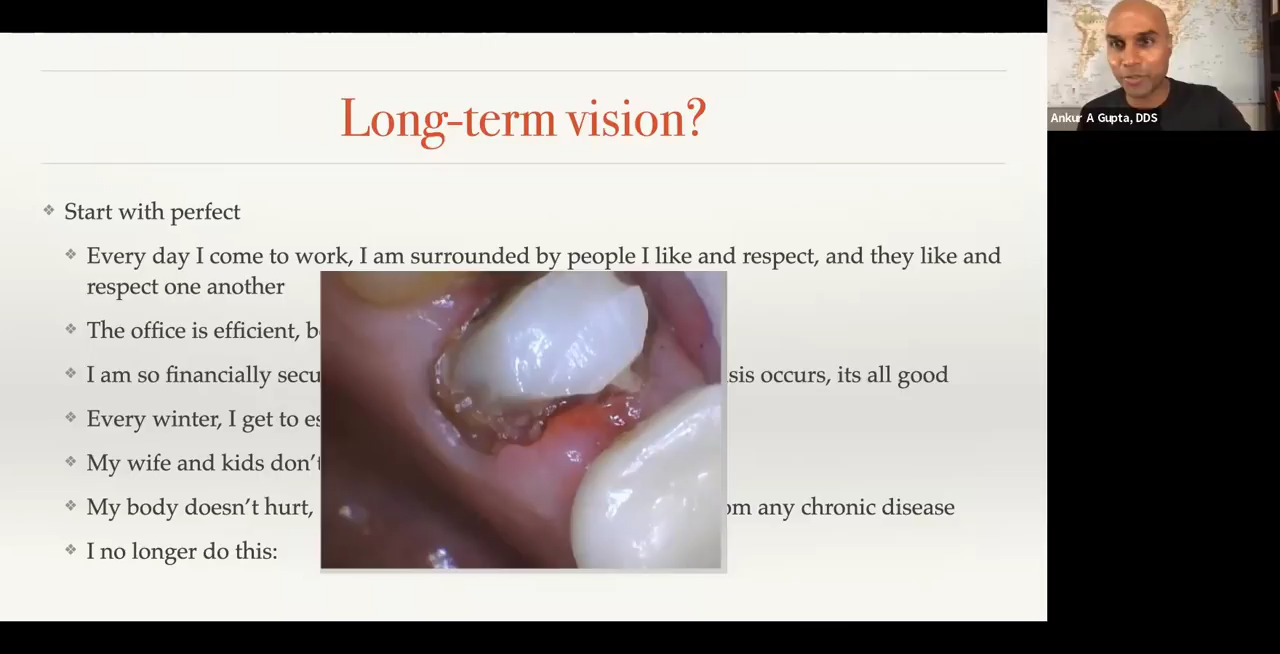 Long-term vision?
Start with perfect
Every day I come to work, I am surrounded by people I like and respect, and they like and
respect one another
The office is efficient,
I am so financially occurs, its all good
Every winter, I get to
My wife and kids
My body doesn't hurt, any chronic disease
I no longer do this:
Ankur A Gupta, DDS